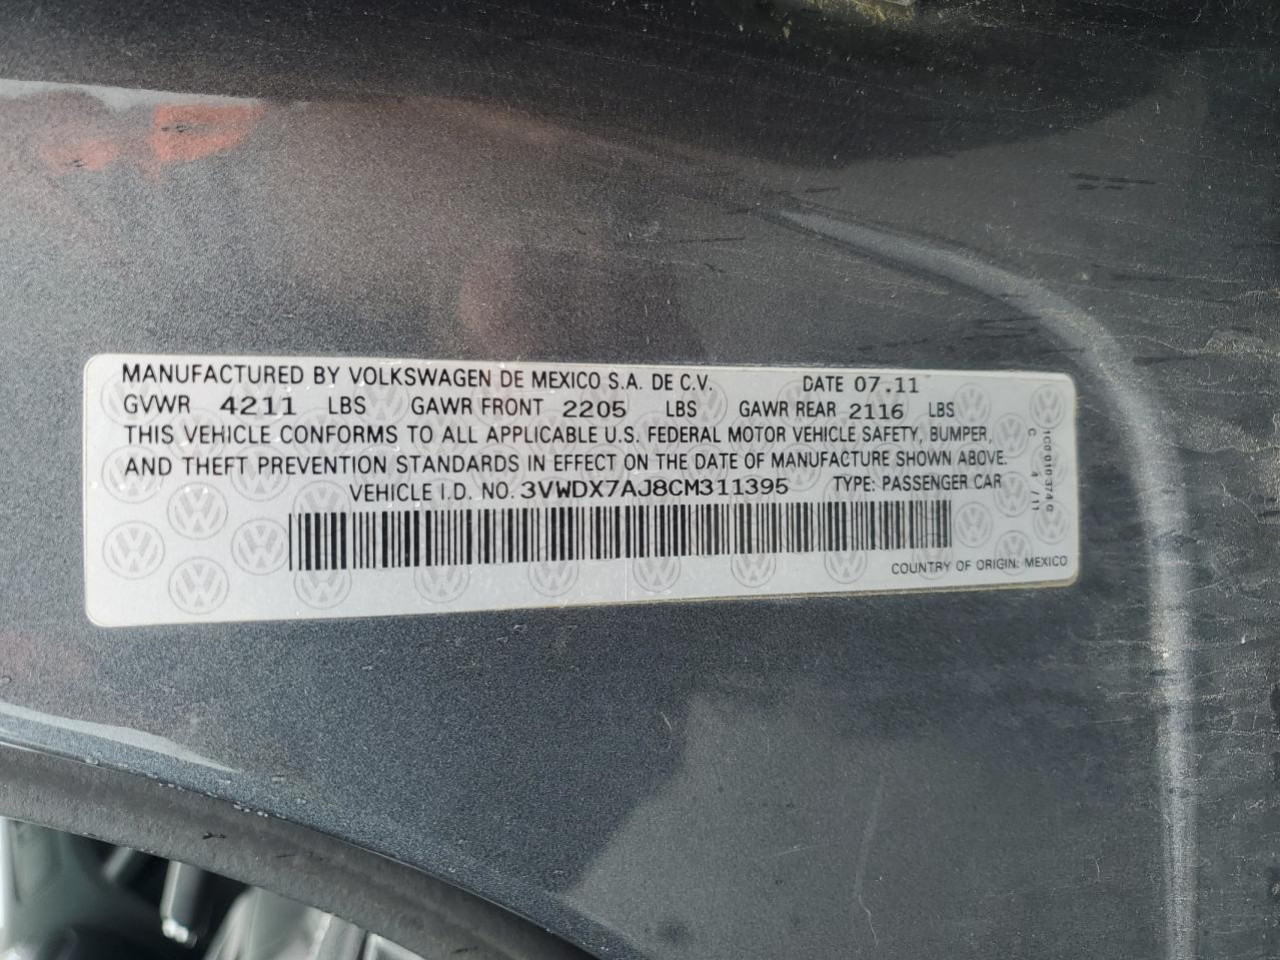 MANUFACTURED BY VOLKSWAGEN DE MEXICO S.A. DE C.V. DATE 07.11
GVWR 4211 LBS GAWR FRONT 2205 LBS GAWR REAR 2116 LBS
THIS VEHICLE CONFORMS TO ALL APPLICABLE U.S. FEDERAL MOTOR VEHICLE SAFETY, BUMPER,
AND THEFT PREVENTION STANDARDS IN EFFECT ON THE DATE OF MANUFACTURE SHOWN ABOVE.
VEHICLE I.D. NO. 3VWDX7AJ8CM311395 TYPE: PASSENGER CAR
COUNTRY OF ORIGIN: MEXICO
C 4/11